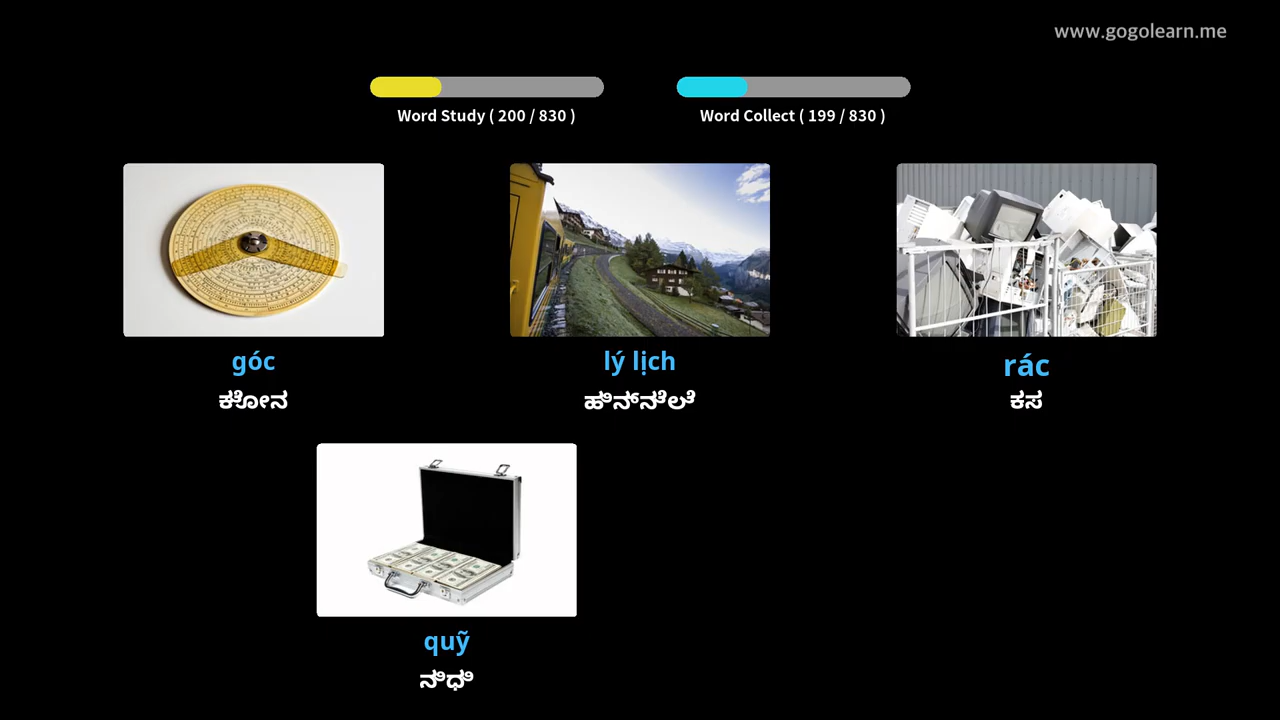 www.gogolearn.me
Word Study ( 200 / 830 )
Word Collect ( 199 / 830 )
góc
ಕೋನ
lý lịch
ಹಿನ್ನೆಲೆ
rác
ಕಸ
quỹ
ನಿಧಿ